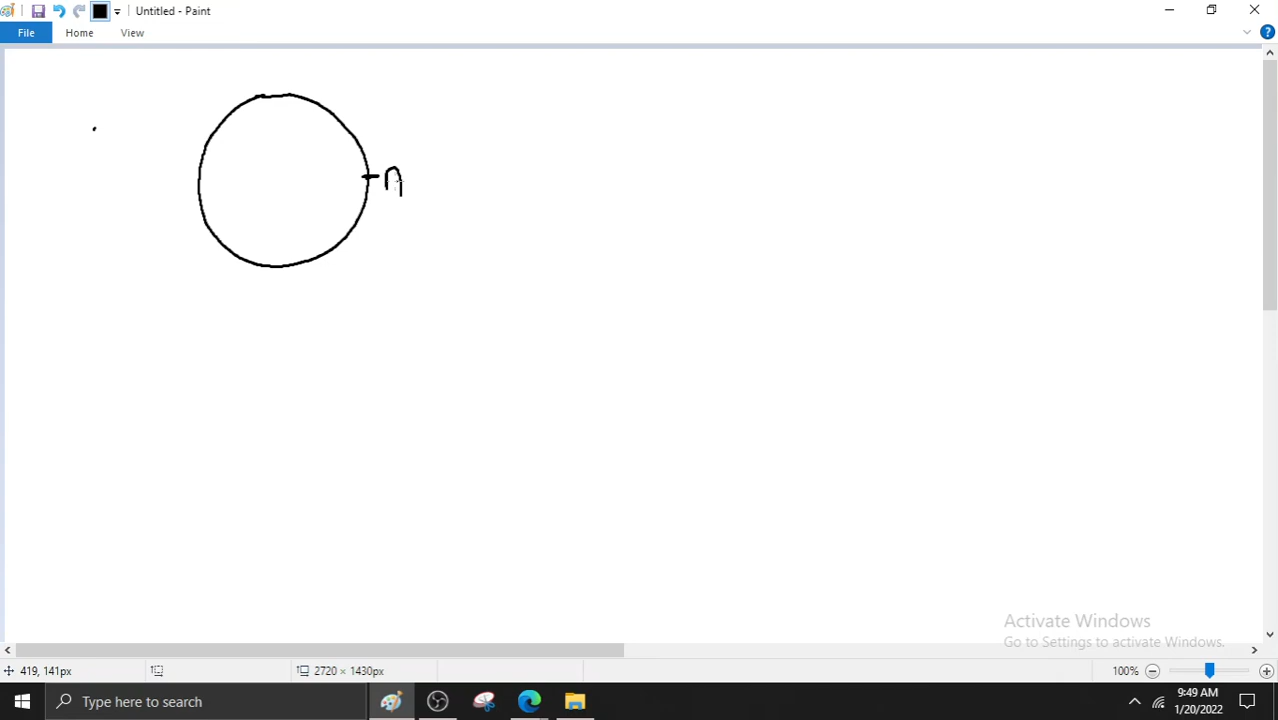 Untitled - Paint
File Home View
A
Activate Windows
Go to Settings to activate Windows.
419, 141px 2720 × 1430px 100%
Type here to search
9:49 AM
1/20/2022